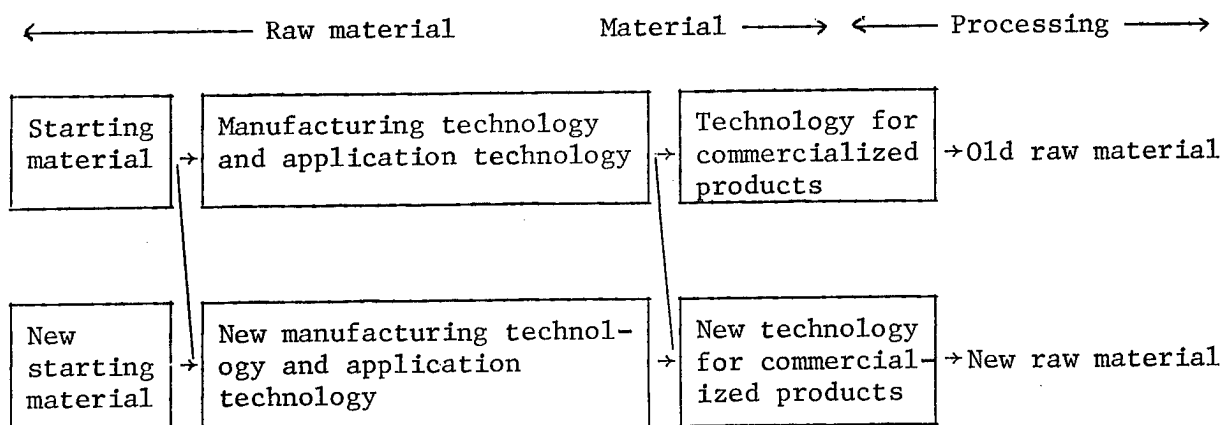 Raw material Material Processing
Starting
material
Manufacturing technology
and application technology
Technology for
commercialized
products
Old raw material
New
starting
material
New manufacturing technol-
ogy and application
technology
New technology
for commercial-
ized products
New raw material